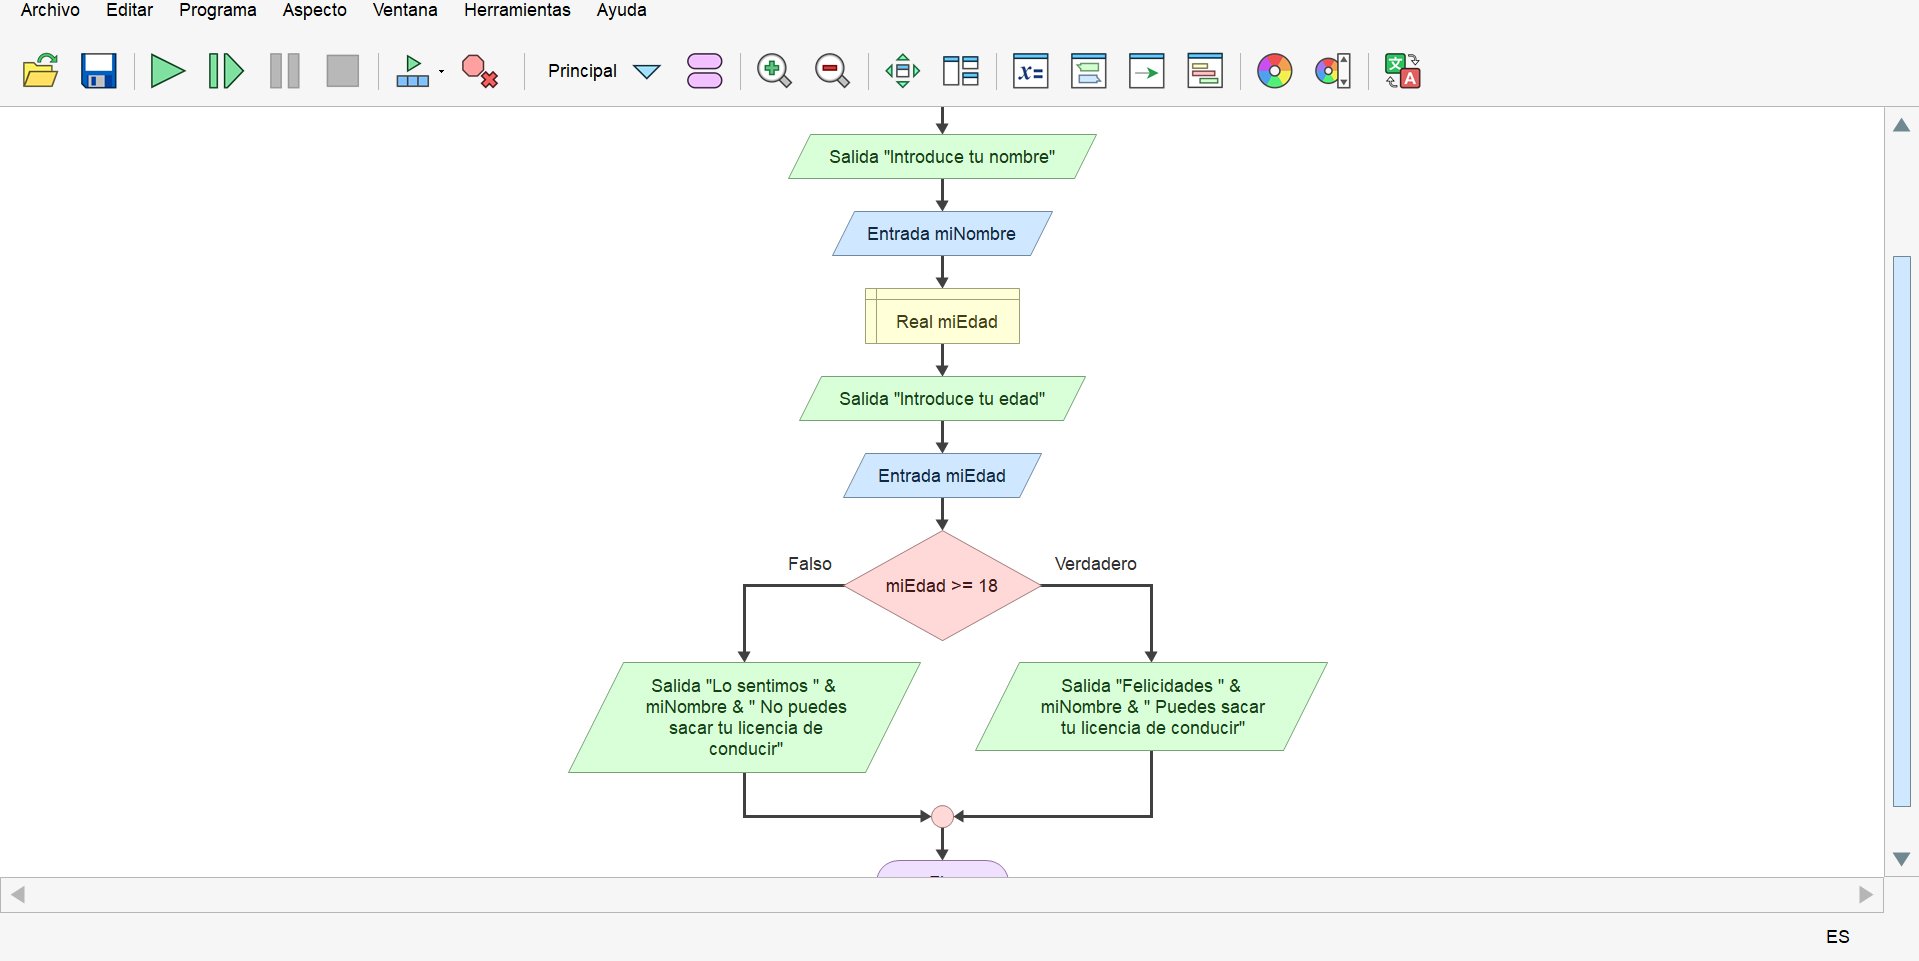 Archivo Editar Programa Aspecto Ventana Herramientas Ayuda
Principal
x=
文
A
Salida "Introduce tu nombre"
Entrada miNombre
Real miEdad
Salida "Introduce tu edad"
Entrada miEdad
Falso
Verdadero
miEdad >= 18
Salida "Lo sentimos " &
miNombre & " No puedes
sacar tu licencia de
conducir"
Salida "Felicidades " &
miNombre & " Puedes sacar
tu licencia de conducir"
ES